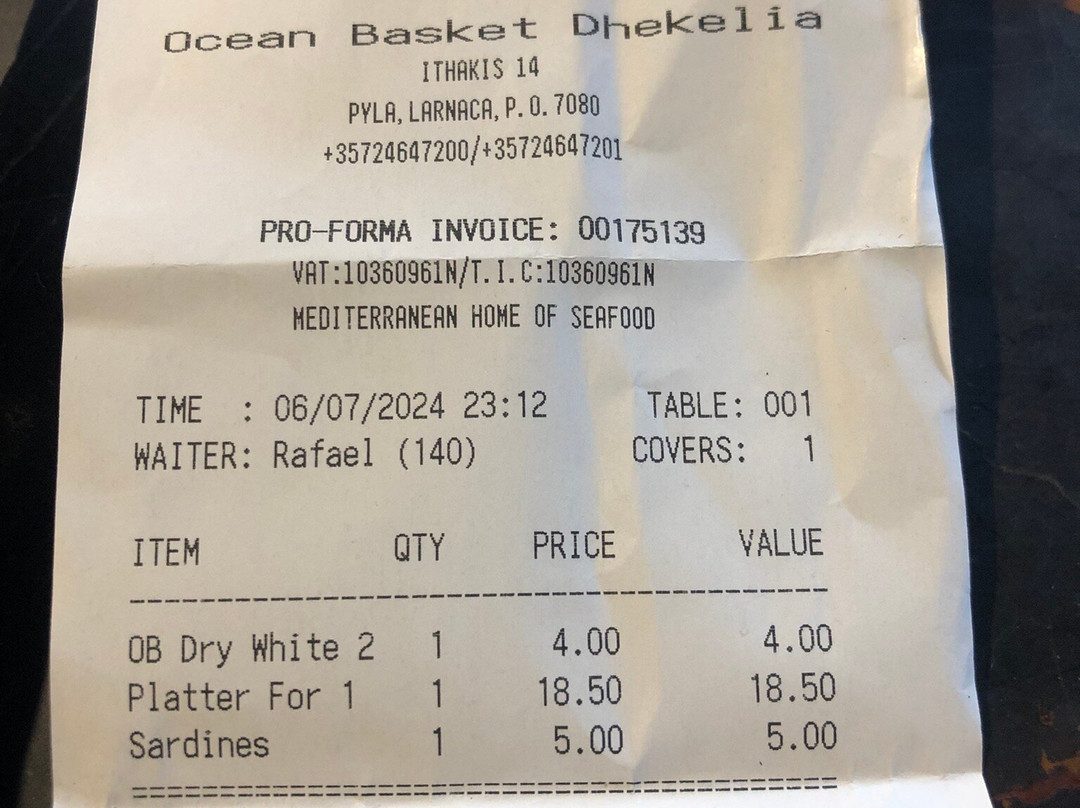 Ocean Basket Dhekelia
ITHAKIS 14
PYLA, LARNACA, P.O. 7080
+35724647200/+35724647201
PRO-FORMA INVOICE: 00175139
VAT:10360961N/T.I.C:10360961N
MEDITERRANEAN HOME OF SEAFOOD
TIME : 06/07/2024 23:12 TABLE: 001
WAITER: Rafael (140) COVERS: 1
ITEM QTY PRICE VALUE
OB Dry White 2 1 4.00 4.00
Platter For 1 1 18.50 18.50
Sardines 1 5.00 5.00